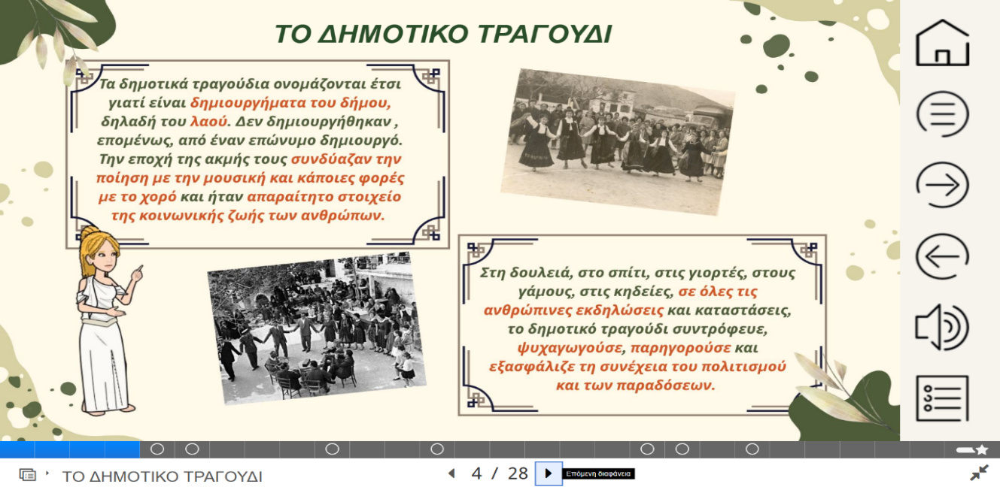 ΤΟ ΔΗΜΟΤΙΚΟ ΤΡΑΓΟΥΔΙ
Τα δημοτικά τραγούδια ονομάζονται έτσι
γιατί είναι δημιουργήματα του δήμου,
δηλαδή του λαού. Δεν δημιουργήθηκαν ,
επομένως, από έναν επώνυμο δημιουργό.
Την εποχή της ακμής τους συνδύαζαν την
ποίηση με την μουσική και κάποιες φορές
με το χορό και ήταν απαραίτητο στοιχείο
της κοινωνικής ζωής των ανθρώπων.
Στη δουλειά, στο σπίτι, στις γιορτές, στους
γάμους, στις κηδείες, σε όλες τις
ανθρώπινες εκδηλώσεις και καταστάσεις,
το δημοτικό τραγούδι συντρόφευε,
ψυχαγωγούσε, παρηγορούσε και
εξασφάλιζε τη συνέχεια του πολιτισμού
και των παραδόσεων.
ΤΟ ΔΗΜΟΤΙΚΟ ΤΡΑΓΟΥΔΙ
4 / 28
Επόμενη διαφάνεια